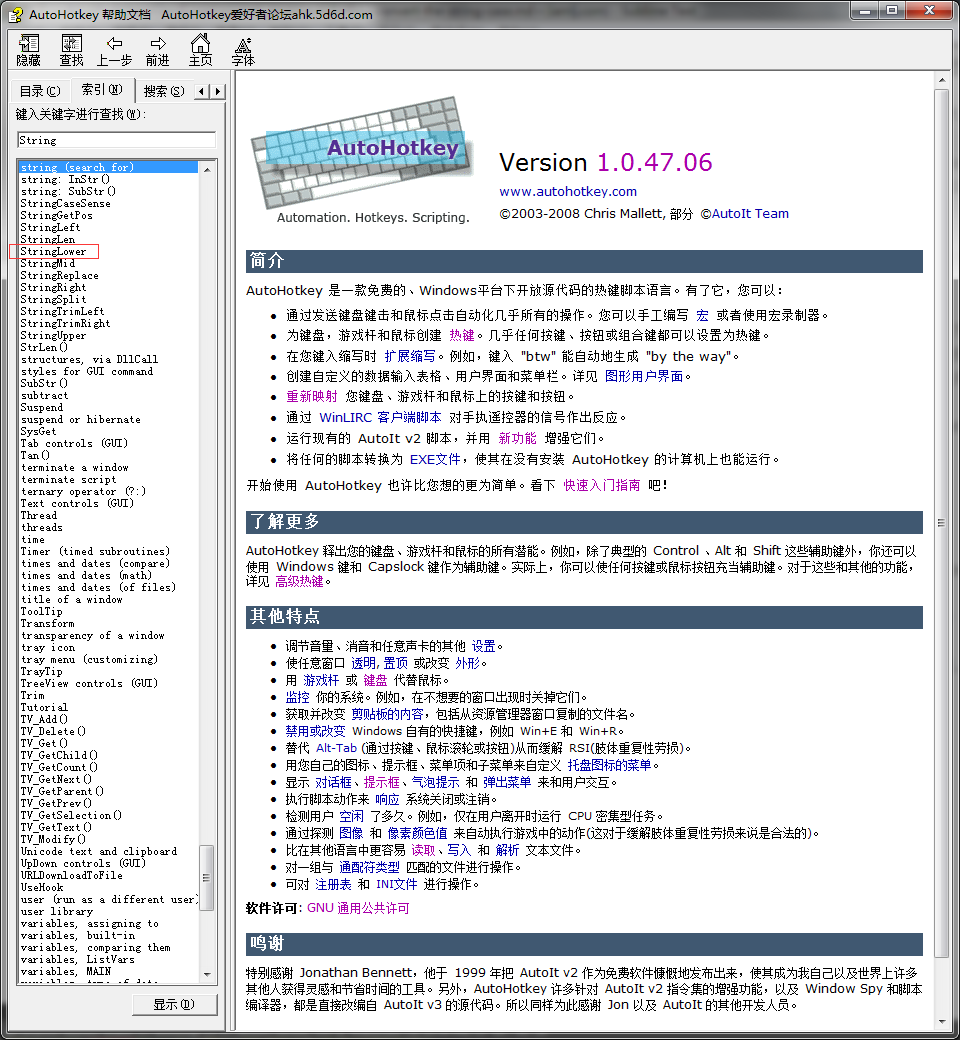 AutoHotkey 帮助文档 AutoHotkey爱好者论坛ahk.5d6d.com
隐藏 查找 上一步 前进 主页 字体
目录(C) 索引(N) 搜索(S)
键入关键字进行查找(W):
String
string (search for)
string: InStr()
string: SubStr()
StringCaseSense
StringGetPos
StringLeft
StringLen
StringLower
StringMid
StringReplace
StringRight
StringSplit
StringTrimLeft
StringTrimRight
StringUpper
StrLen()
structures, via DllCall
styles for GUI command
SubStr()
subtract
Suspend
suspend or hibernate
SysGet
Tab controls (GUI)
Tan()
terminate a window
terminate script
ternary operator (?:)
Text controls (GUI)
Thread
threads
time
Timer (timed subroutines)
times and dates (compare)
times and dates (math)
times and dates (of files)
title of a window
ToolTip
Transform
transparency of a window
tray icon
tray menu (customizing)
TrayTip
TreeView controls (GUI)
Trim
Tutorial
TV_Add()
TV_Delete()
TV_Get()
TV_GetChild()
TV_GetCount()
TV_GetNext()
TV_GetParent()
TV_GetPrev()
TV_GetSelection()
TV_GetText()
TV_Modify()
Unicode text and clipboard
UpDown controls (GUI)
URLDownloadToFile
UseHook
user (run as a different user)
user library
variables, assigning to
variables, built-in
variables, comparing them
variables, ListVars
variables, MAIN
显示(D)
AutoHotkey
Automation. Hotkeys. Scripting.
Version 1.0.47.06
www.autohotkey.com
©2003-2008 Chris Mallett, 部分 ©AutoIt Team
简介
AutoHotkey 是一款免费的、Windows平台下开放源代码的热键脚本语言。有了它，您可以：
• 通过发送键盘键击和鼠标点击自动化几乎所有的操作。您可以手工编写 宏 或者使用宏录制器。
• 为键盘，游戏杆和鼠标创建 热键。几乎任何按键、按钮或组合键都可以设置为热键。
• 在您键入缩写时 扩展缩写。例如，键入 "btw" 能自动地生成 "by the way"。
• 创建自定义的数据输入表格、用户界面和菜单栏。详见 图形用户界面。
• 重新映射 您键盘、游戏杆和鼠标上的按键和按钮。
• 通过 WinLIRC 客户端脚本 对手执遥控器的信号作出反应。
• 运行现有的 AutoIt v2 脚本，并用 新功能 增强它们。
• 将任何的脚本转换为 EXE文件，使其在没有安装 AutoHotkey 的计算机上也能运行。
开始使用 AutoHotkey 也许比您想的更为简单。看下 快速入门指南 吧！
了解更多
AutoHotkey 释出您的键盘、游戏杆和鼠标的所有潜能。例如，除了典型的 Control 、Alt 和 Shift 这些辅助键外，你还可以
使用 Windows 键和 Capslock 键作为辅助键。实际上，你可以使任何按键或鼠标按钮充当辅助键。对于这些和其他的功能，
详见 高级热键。
其他特点
• 调节音量、消音和任意声卡的其他 设置。
• 使任意窗口 透明, 置顶 或改变 外形。
• 用 游戏杆 或 键盘 代替鼠标。
• 监控 你的系统。例如，在不想要的窗口出现时关掉它们。
• 获取并改变 剪贴板的内容，包括从资源管理器窗口复制的文件名。
• 禁用或改变 Windows 自有的快捷键，例如 Win+E 和 Win+R。
• 替代 Alt-Tab (通过按键、鼠标滚轮或按钮)从而缓解 RSI(肢体重复性劳损)。
• 用您自己的图标、提示框、菜单项和子菜单来自定义 托盘图标的菜单。
• 显示 对话框、提示框、气泡提示 和 弹出菜单 来和用户交互。
• 执行脚本动作来 响应 系统关闭或注销。
• 检测用户 空闲 了多久。例如，仅在用户离开时运行 CPU 密集型任务。
• 通过探测 图像 和 像素颜色值 来自动执行游戏中的动作(这对于缓解肢体重复性劳损来说是合法的)。
• 比在其他语言中更容易 读取、写入 和 解析 文本文件。
• 对一组与 通配符类型 匹配的文件进行操作。
• 可对 注册表 和 INI文件 进行操作。
软件许可: GNU 通用公共许可
鸣谢
特别感谢 Jonathan Bennett，他于 1999 年把 AutoIt v2 作为免费软件慷慨地发布出来，使其成为我自己以及世界上许多
其他人获得灵感和节省时间的工具。另外，AutoHotkey 许多针对 AutoIt v2 指令集的增强功能，以及 Window Spy 和脚本
编译器，都是直接改编自 AutoIt v3 的源代码。所以同样为此感谢 Jon 以及 AutoIt 的其他开发人员。